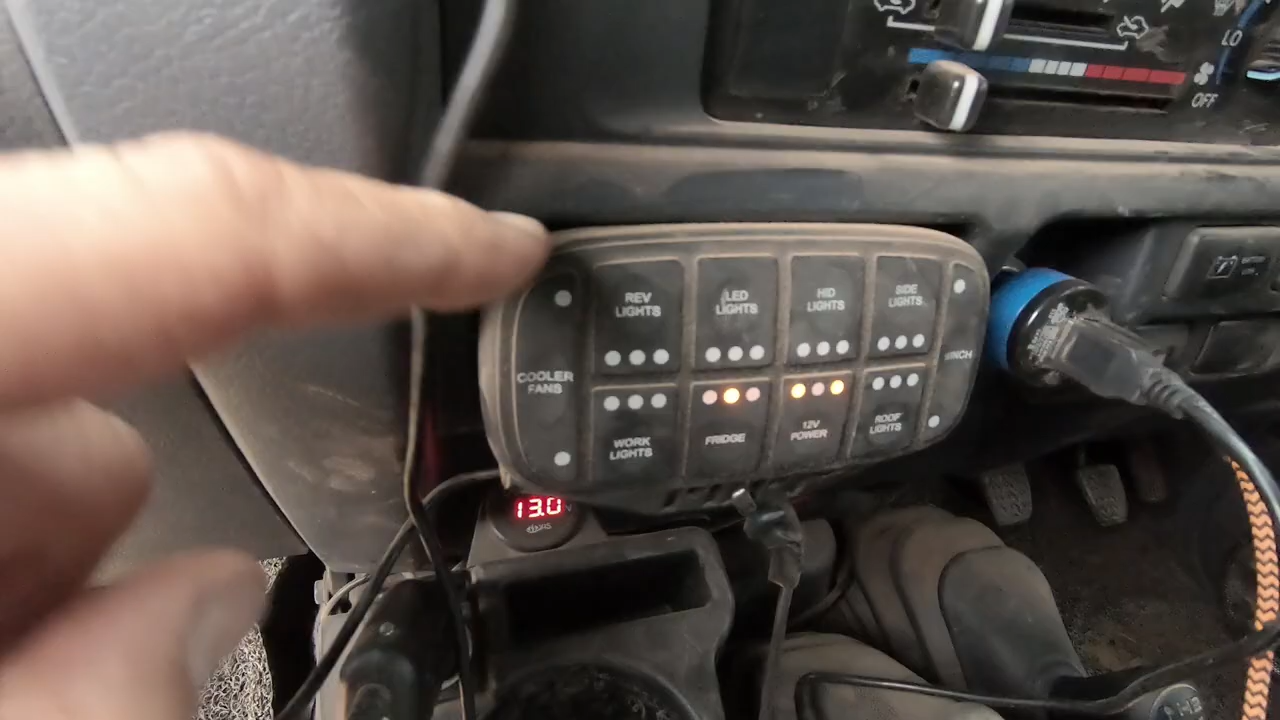 LO
OFF
REV
LIGHTS
LED
LIGHTS
HID
LIGHTS
SIDE
LIGHTS
COOLER
FANS
WINCH
WORK
LIGHTS
FRIDGE
12V
POWER
ROOF
LIGHTS
13.0